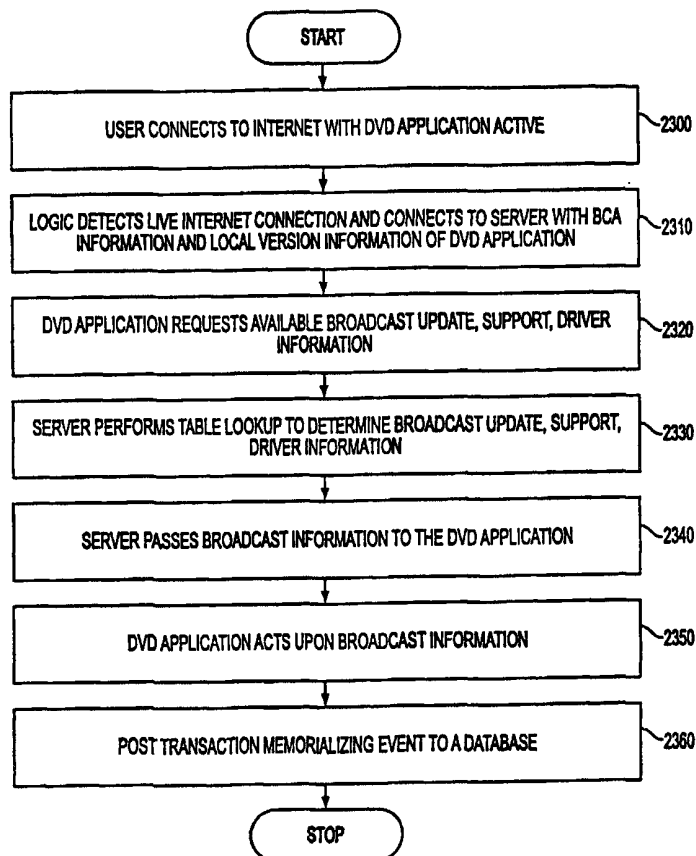 START
USER CONNECTS TO INTERNET WITH DVD APPLICATION ACTIVE
2300
LOGIC DETECTS LIVE INTERNET CONNECTION AND CONNECTS TO SERVER WITH BCA
INFORMATION AND LOCAL VERSION INFORMATION OF DVD APPLICATION
2310
DVD APPLICATION REQUESTS AVAILABLE BROADCAST UPDATE, SUPPORT, DRIVER
INFORMATION
2320
SERVER PERFORMS TABLE LOOKUP TO DETERMINE BROADCAST UPDATE, SUPPORT,
DRIVER INFORMATION
2330
SERVER PASSES BROADCAST INFORMATION TO THE DVD APPLICATION
2340
DVD APPLICATION ACTS UPON BROADCAST INFORMATION
2350
POST TRANSACTION MEMORIALIZING EVENT TO A DATABASE
2360
STOP